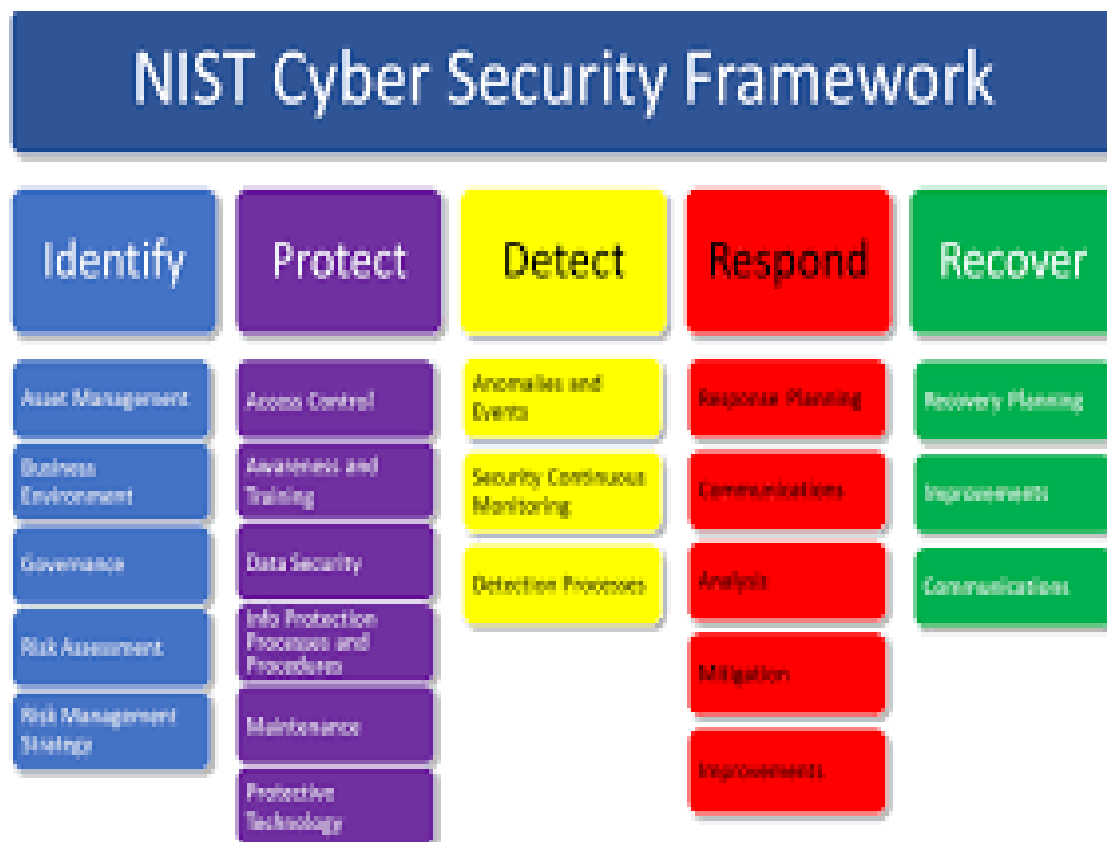 NIST Cyber Security Framework
Identify
Asset Management
Business
Environment
Governance
Risk Assessment
Risk Management
Strategy
Protect
Access Control
Awareness and
Training
Data Security
Info Protection
Processes and
Procedures
Maintenance
Protective
Technology
Detect
Anomalies and
Events
Security Continuous
Monitoring
Detection Processes
Respond
Response Planning
Communications
Analysis
Mitigation
Improvements
Recover
Recovery Planning
Improvements
Communications